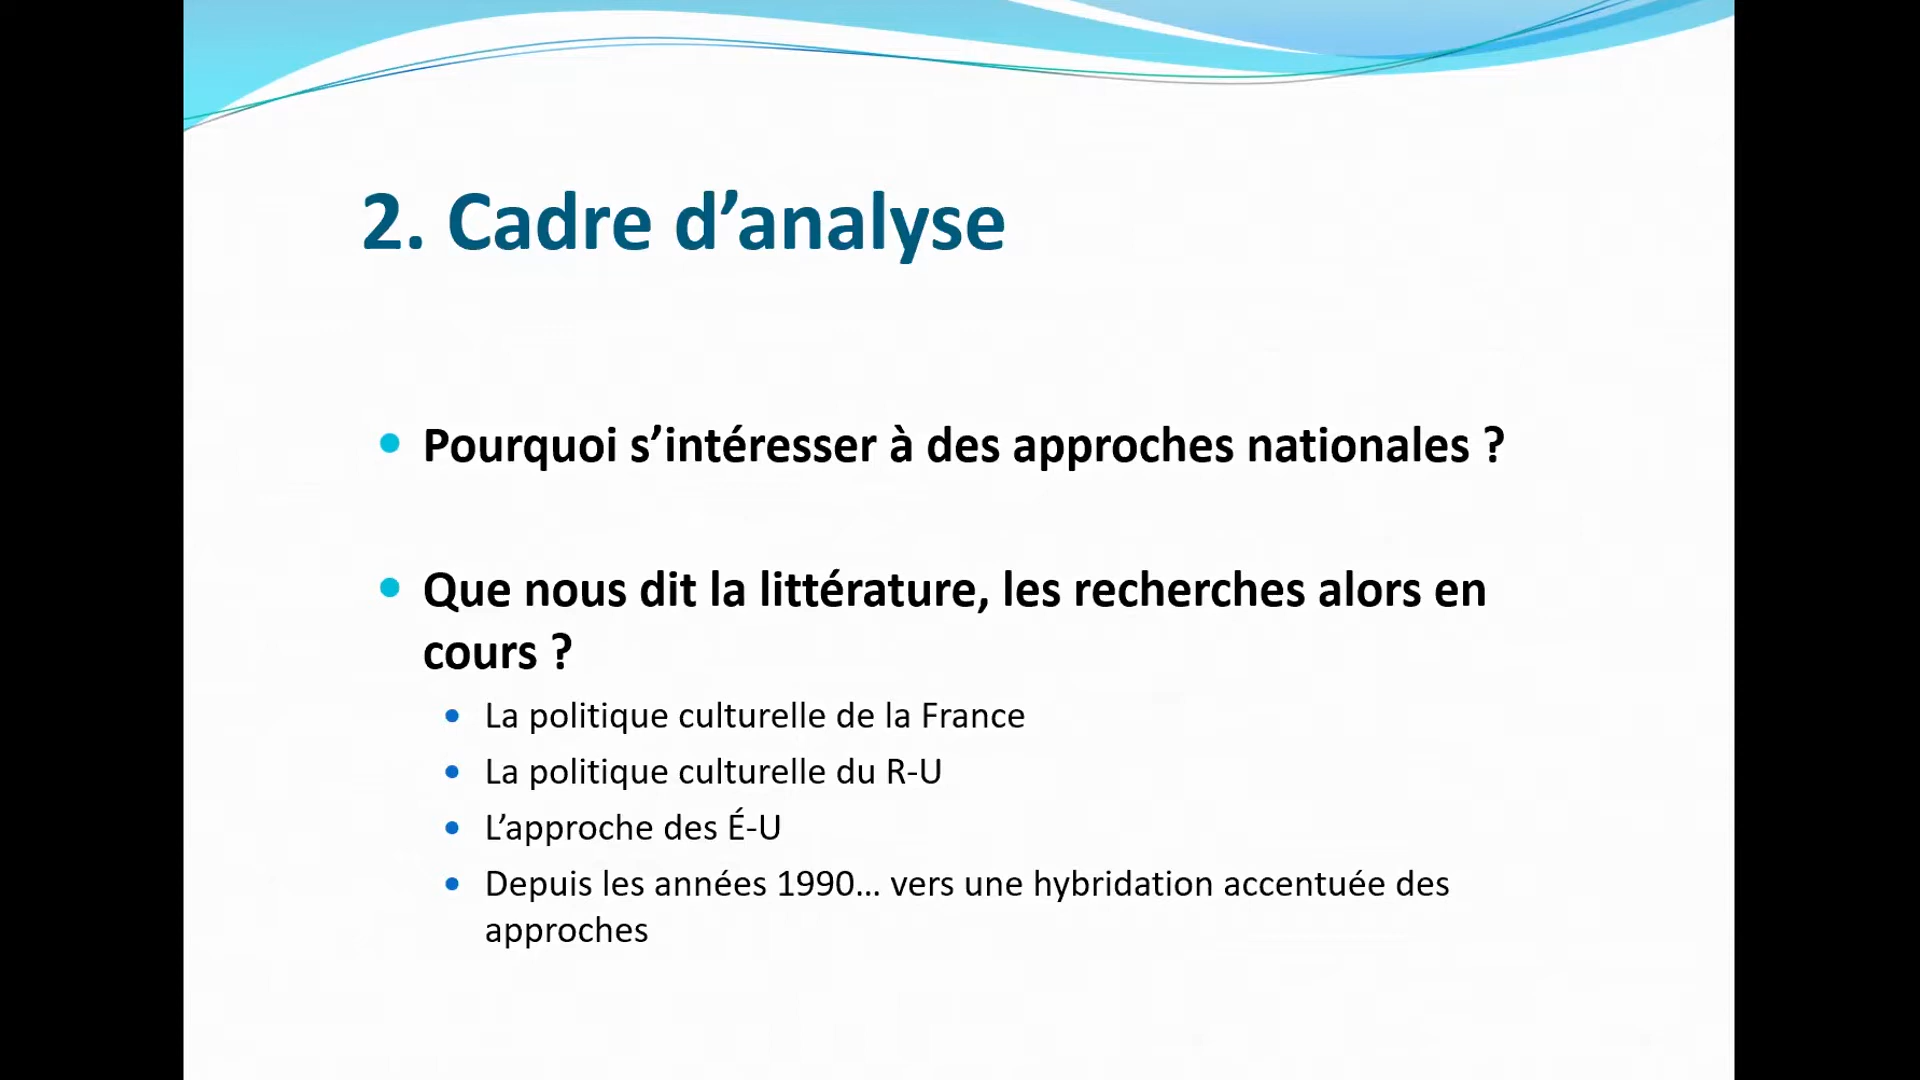 2. Cadre d’analyse
Pourquoi s’intéresser à des approches nationales ?
Que nous dit la littérature, les recherches alors en
cours ?
La politique culturelle de la France
La politique culturelle du R-U
L’approche des É-U
Depuis les années 1990… vers une hybridation accentuée des
approches